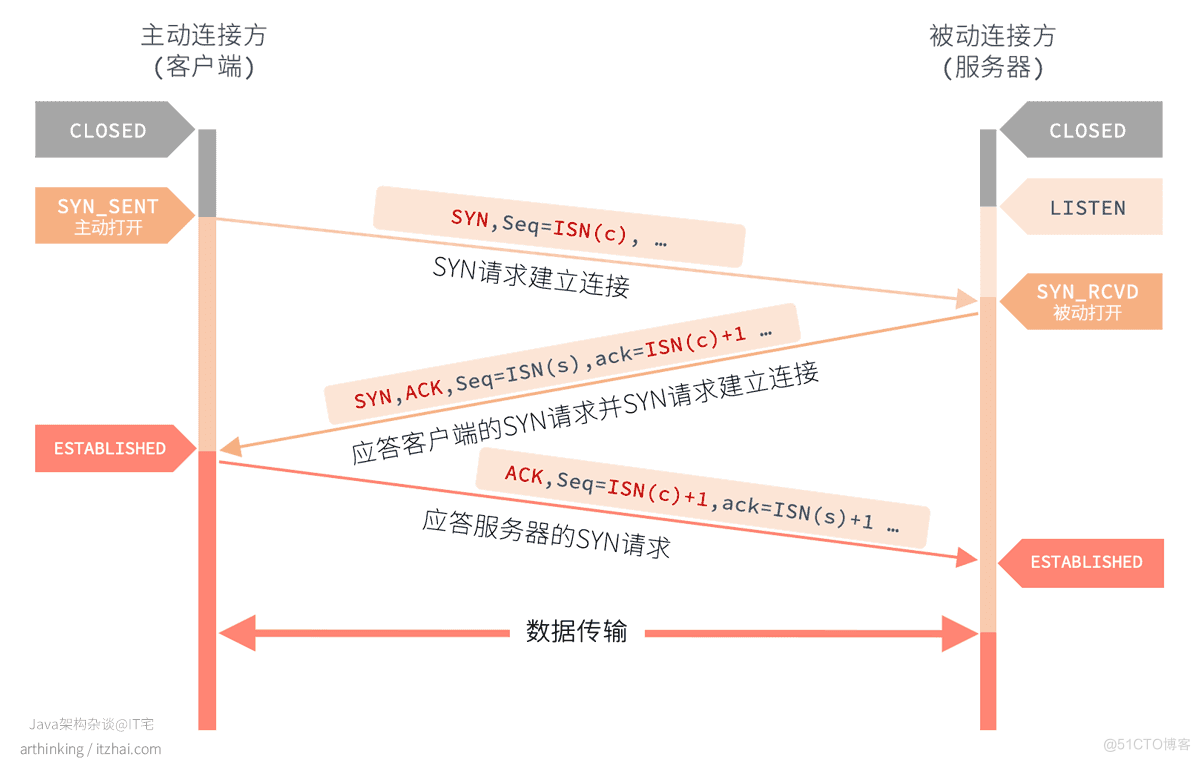 主动连接方
(客户端)
被动连接方
(服务器)
CLOSED
CLOSED
SYN_SENT
主动打开
LISTEN
SYN,Seq=ISN(c), …
SYN请求建立连接
SYN_RCVD
被动打开
SYN,ACK,Seq=ISN(s),ack=ISN(c)+1 …
应答客户端的SYN请求并SYN请求建立连接
ESTABLISHED
ACK,Seq=ISN(c)+1,ack=ISN(s)+1 …
应答服务器的SYN请求
ESTABLISHED
数据传输
Java架构杂谈@IT宅
arthinking / itzhai.com
@51CTO博客